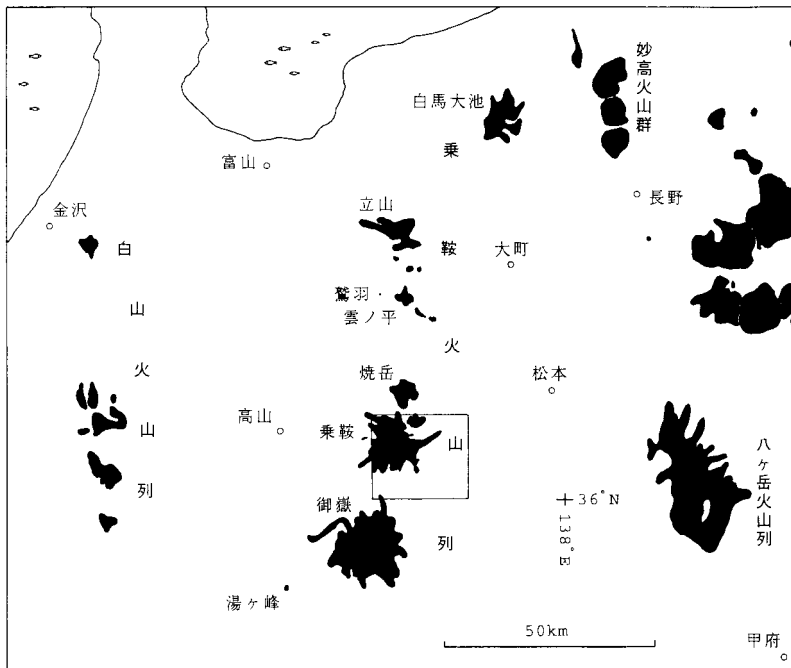 妙高火山群
白馬大池
乗鞍火山列
富山
長野
立山
金沢
大町
白山火山列
鷲羽・
雲ノ平
焼岳
松本
高山
乗鞍
八ヶ岳火山列
御嶽
36°N
138°E
湯ヶ峰
50km
甲府